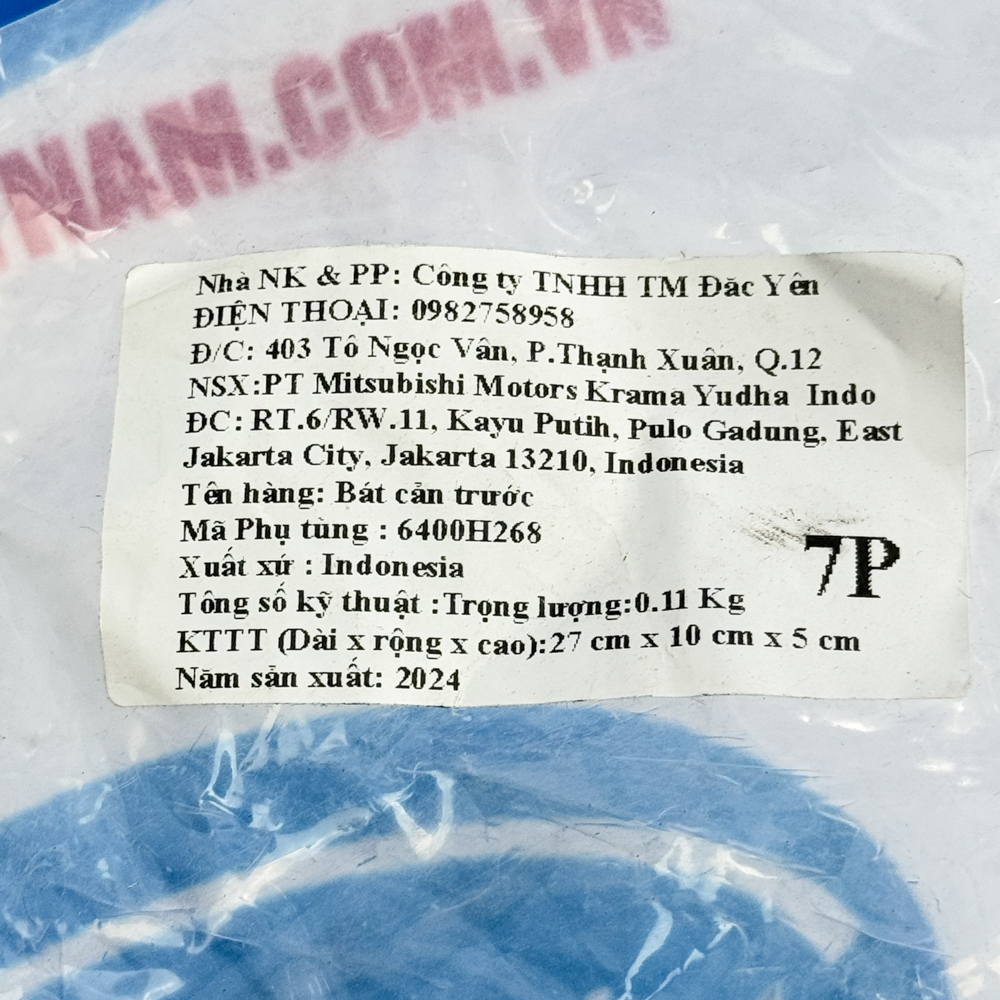 NAM.COM.VN
Nhà NK & PP: Công ty TNHH TM Đăc Yên
ĐIỆN THOẠI: 0982758958
Đ/C: 403 Tô Ngọc Vân, P.Thạnh Xuân, Q.12
NSX:PT Mitsubishi Motors Krama Yudha Indo
ĐC: RT.6/RW.11, Kayu Putih, Pulo Gadung, East
Jakarta City, Jakarta 13210, Indonesia
Tên hàng: Bát cản trước
Mã Phụ tùng : 6400H268
Xuất xứ : Indonesia
7P
Tông số kỹ thuật :Trọng lượng:0.11 Kg
KTTT (Dài x rộng x cao):27 cm x 10 cm x 5 cm
Năm sản xuất: 2024